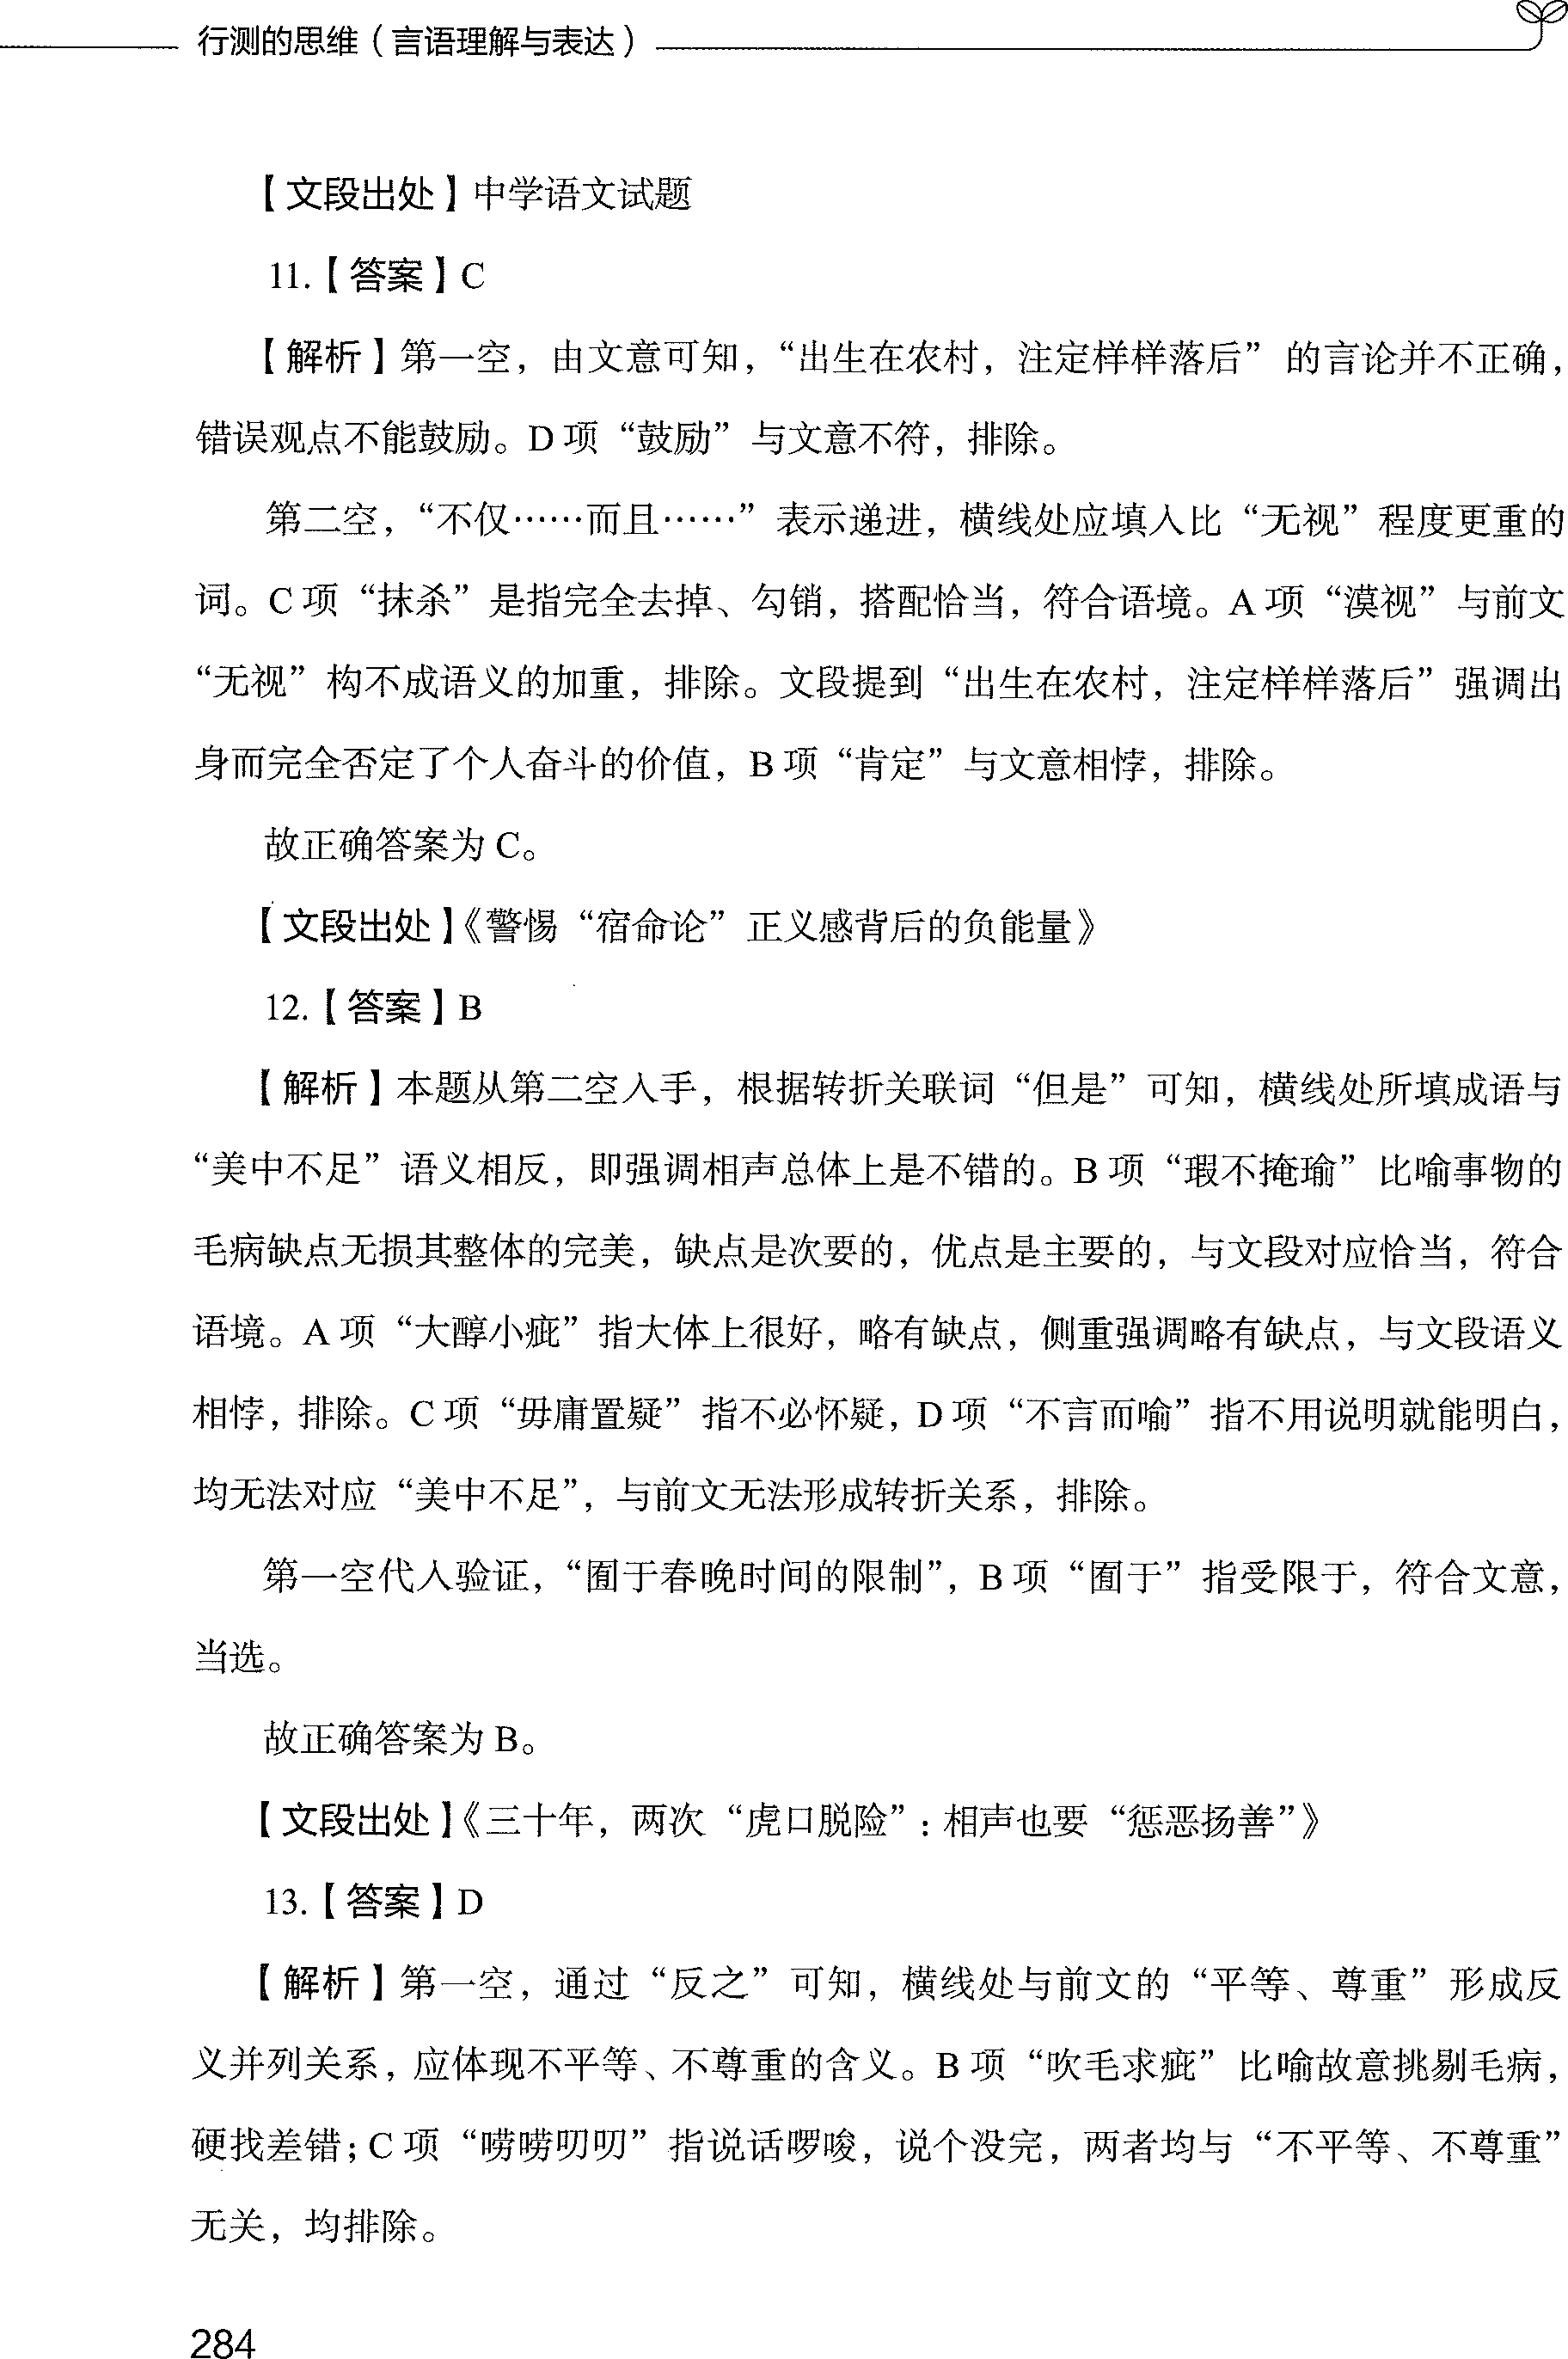 行测的思维（言语理解与表达）
【文段出处】中学语文试题
11.【答案】C
【解析】第一空，由文意可知，“出生在农村，注定样样落后”的言论并不正确，
错误观点不能鼓励。D 项“鼓励”与文意不符，排除。
第二空，“不仅……而且……”表示递进，横线处应填入比“无视”程度更重的
词。C 项“抹杀”是指完全去掉、勾销，搭配恰当，符合语境。A 项“漠视”与前文
“无视”构不成语义的加重，排除。文段提到“出生在农村，注定样样落后”强调出
身而完全否定了个人奋斗的价值，B 项“肯定”与文意相悖，排除。
故正确答案为 C。
【文段出处】《警惕“宿命论”正义感背后的负能量》
12.【答案】B
【解析】本题从第二空入手，根据转折关联词“但是”可知，横线处所填成语与
“美中不足”语义相反，即强调相声总体上是不错的。B 项“瑕不掩瑜”比喻事物的
毛病缺点无损其整体的完美，缺点是次要的，优点是主要的，与文段对应恰当，符合
语境。A 项“大醇小疵”指大体上很好，略有缺点，侧重强调略有缺点，与文段语义
相悖，排除。C 项“毋庸置疑”指不必怀疑，D 项“不言而喻”指不用说明就能明白，
均无法对应“美中不足”，与前文无法形成转折关系，排除。
第一空代入验证，“囿于春晚时间的限制”，B 项“囿于”指受限于，符合文意，
当选。
故正确答案为 B。
【文段出处】《三十年，两次“虎口脱险”：相声也要“惩恶扬善”》
13.【答案】D
【解析】第一空，通过“反之”可知，横线处与前文的“平等、尊重”形成反
义并列关系，应体现不平等、不尊重的含义。B 项“吹毛求疵”比喻故意挑剔毛病，
硬找差错；C 项“唠唠叨叨”指说话啰唆，说个没完，两者均与“不平等、不尊重”
无关，均排除。
284